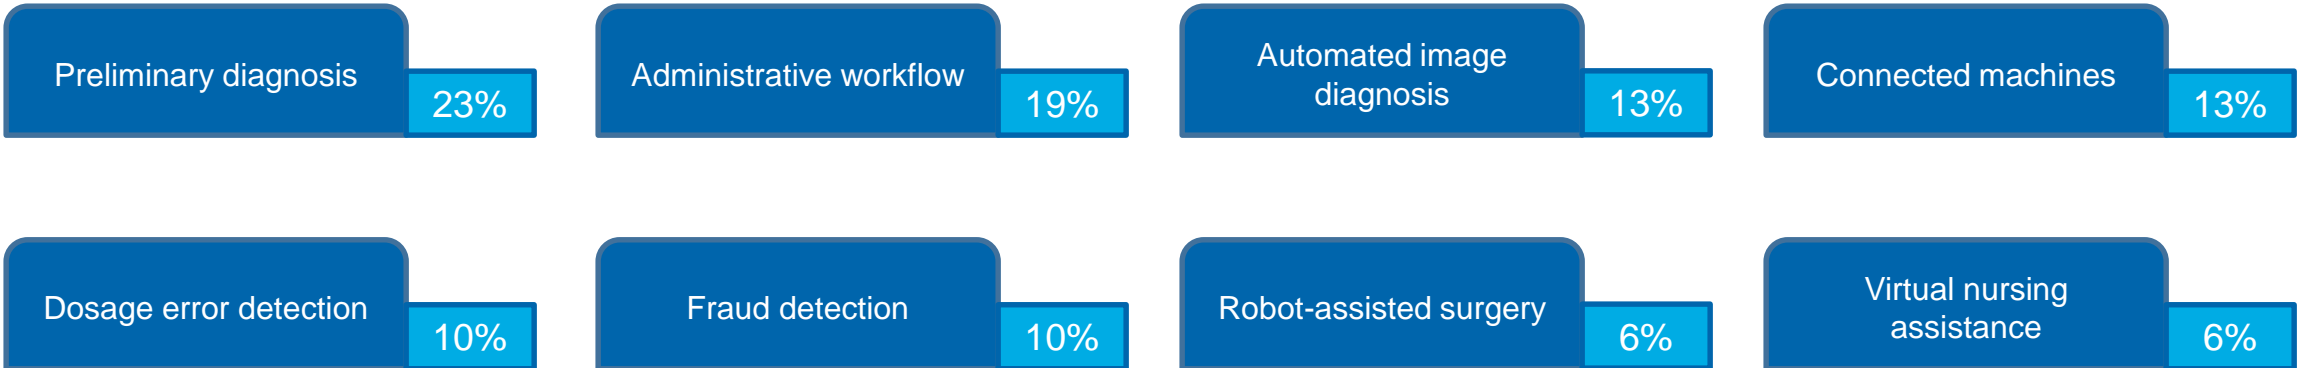 Preliminary diagnosis
23%
Administrative workflow
19%
Automated image
diagnosis
13%
Connected machines
13%
Dosage error detection
10%
Fraud detection
10%
Robot-assisted surgery
6%
Virtual nursing
assistance
6%